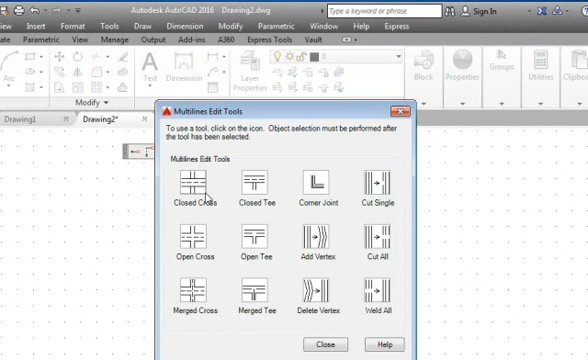 Autodesk AutoCAD 2016 Drawing2.dwg
Type a keyword or phrase
Sign In
Insert Format Tools Draw Dimension Modify Parametric Window Help Express
Parametric View Manage Output Add-ins A360 Express Tools Vault
Arc
Text
Dimension
Layer
Properties
0
Block
Properties
Groups
Utilities
Clipbo
Modify
Layers
Drawing1
Drawing2*
Multilines Edit Tools
To use a tool, click on the icon. Object selection must be performed after
the tool has been selected.
Multilines Edit Tools
Closed Cross Closed Tee Corner Joint Cut Single
Open Cross Open Tee Add Vertex Cut All
Merged Cross Merged Tee Delete Vertex Weld All
Close Help